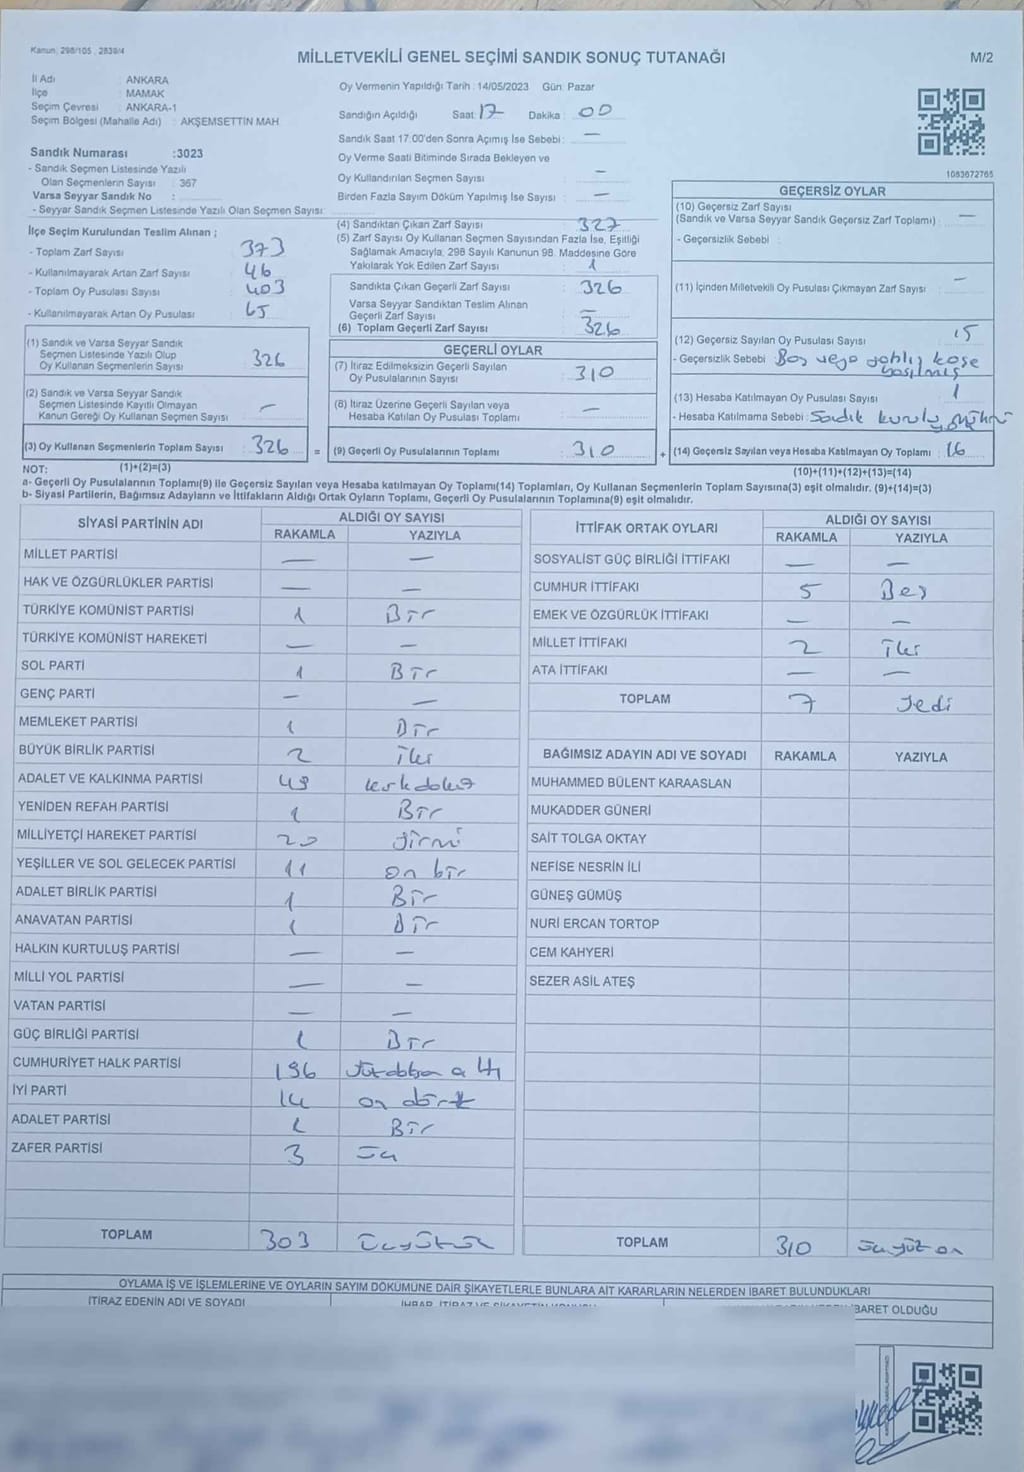 Kanun; 298/105 , 2839/4
MİLLETVEKİLİ GENEL SEÇİMİ SANDIK SONUÇ TUTANAĞI
M/2
İl Adı : ANKARA
İlçe : MAMAK
Seçim Çevresi : ANKARA-1
Seçim Bölgesi (Mahalle Adı) : AKŞEMSETTİN MAH
Oy Vermenin Yapıldığı Tarih : 14/05/2023 Gün: Pazar
Sandığın Açıldığı Saat : 17 Dakika : 00
Sandık Saat 17:00'den Sonra Açımış İse Sebebi : —
Oy Verme Saati Bitiminde Sırada Bekleyen ve
Oy Kullandırılan Seçmen Sayısı : —
Birden Fazla Sayım Döküm Yapılmış İse Sayısı : —
1083672765
Sandık Numarası :3023
- Sandık Seçmen Listesinde Yazılı
Olan Seçmenlerin Sayısı : 367
Varsa Seyyar Sandık No :
- Seyyar Sandık Seçmen Listesinde Yazılı Olan Seçmen Sayısı:
İlçe Seçim Kurulundan Teslim Alınan ;
- Toplam Zarf Sayısı : 373
- Kullanılmayarak Artan Zarf Sayısı : 46
- Toplam Oy Pusulası Sayısı : 403
- Kullanılmayarak Artan Oy Pusulası : 65
(1) Sandık ve Varsa Seyyar Sandık
Seçmen Listesinde Yazılı Olup
Oy Kullanan Seçmenlerin Sayısı : 326
(2) Sandık ve Varsa Seyyar Sandık
Seçmen Listesinde Kayıtlı Olmayan
Kanun Gereği Oy Kullanan Seçmen Sayısı : —
(3) Oy Kullanan Seçmenlerin Toplam Sayısı : 326 =
(4) Sandıktan Çıkan Zarf Sayısı : 327
(5) Zarf Sayısı Oy Kullanan Seçmen Sayısından Fazla İse, Eşitliği
Sağlamak Amacıyla, 298 Sayılı Kanunun 98. Maddesine Göre
Yakılarak Yok Edilen Zarf Sayısı : 1
Sandıkta Çıkan Geçerli Zarf Sayısı : 326
Varsa Seyyar Sandıktan Teslim Alınan
Geçerli Zarf Sayısı : —
(6) Toplam Geçerli Zarf Sayısı : 326
GEÇERLİ OYLAR
(7) İtiraz Edilmeksizin Geçerli Sayılan
Oy Pusulalarının Sayısı : 310
(8) İtiraz Üzerine Geçerli Sayılan veya
Hesaba Katılan Oy Pusulası Toplamı : —
(9) Geçerli Oy Pusulalarının Toplamı : 310 +
GEÇERSİZ OYLAR
(10) Geçersiz Zarf Sayısı
(Sandık ve Varsa Seyyar Sandık Geçersiz Zarf Toplamı) : —
- Geçersizlik Sebebi :
(11) İçinden Milletvekili Oy Pusulası Çıkmayan Zarf Sayısı : —
(12) Geçersiz Sayılan Oy Pusulası Sayısı : 15
- Geçersizlik Sebebi : Boş veya kaşe
basılmış
(13) Hesaba Katılmayan Oy Pusulası Sayısı : 1
- Hesaba Katılmama Sebebi : Sadık kurulu mührü
(14) Geçersiz Sayılan veya Hesaba Katılmayan Oy Toplamı : 16
NOT: (1)+(2)=(3)
(10)+(11)+(12)+(13)=(14)
a- Geçerli Oy Pusulalarının Toplamı(9) ile Geçersiz Sayılan veya Hesaba katılmayan Oy Toplamı(14) Toplamları, Oy Kullanan Seçmenlerin Toplam Sayısına(3) eşit olmalıdır. (9)+(14)=(3)
b- Siyasi Partilerin, Bağımsız Adayların ve İttifakların Aldığı Ortak Oyların Toplamı, Geçerli Oy Pusulalarının Toplamına(9) eşit olmalıdır.
SİYASİ PARTİNİN ADI ALDIĞI OY SAYISI
RAKAMLA YAZIYLA
MİLLET PARTİSİ — —
HAK VE ÖZGÜRLÜKLER PARTİSİ — —
TÜRKİYE KOMÜNİST PARTİSİ 1 Bir
TÜRKİYE KOMÜNİST HAREKETİ — —
SOL PARTİ 1 Bir
GENÇ PARTİ — —
MEMLEKET PARTİSİ 1 Bir
BÜYÜK BİRLİK PARTİSİ 2 iki
ADALET VE KALKINMA PARTİSİ 49 kırkdokuz
YENİDEN REFAH PARTİSİ 1 Bir
MİLLİYETÇİ HAREKET PARTİSİ 20 yirmi
YEŞİLLER VE SOL GELECEK PARTİSİ 11 on bir
ADALET BİRLİK PARTİSİ 1 Bir
ANAVATAN PARTİSİ 1 Bir
HALKIN KURTULUŞ PARTİSİ — —
MİLLİ YOL PARTİSİ — —
VATAN PARTİSİ — —
GÜÇ BİRLİĞİ PARTİSİ 1 Bir
CUMHURİYET HALK PARTİSİ 196
İYİ PARTİ 14 on dört
ADALET PARTİSİ 1 Bir
ZAFER PARTİSİ 3 üç
TOPLAM 303 üçyüzüç
İTTİFAK ORTAK OYLARI ALDIĞI OY SAYISI
RAKAMLA YAZIYLA
SOSYALİST GÜÇ BİRLİĞİ İTTİFAKI — —
CUMHUR İTTİFAKI 5 Beş
EMEK VE ÖZGÜRLÜK İTTİFAKI — —
MİLLET İTTİFAKI 2 iki
ATA İTTİFAKI — —
TOPLAM 7 Yedi
BAĞIMSIZ ADAYIN ADI VE SOYADI RAKAMLA YAZIYLA
MUHAMMED BÜLENT KARAASLAN
MUKADDER GÜNERİ
SAİT TOLGA OKTAY
NEFİSE NESRİN İLİ
GÜNEŞ GÜMÜŞ
NURİ ERCAN TORTOP
CEM KAHYERİ
SEZER ASİL ATEŞ
TOPLAM 310 üçyüz on
OYLAMA İŞ VE İŞLEMLERİNE VE OYLARIN SAYIM DÖKÜMÜNE DAİR ŞİKAYETLERLE BUNLARA AİT KARARLARIN NELERDEN İBARET BULUNDUKLARI
İTİRAZ EDENİN ADI VE SOYADI
İBARET OLDUĞU